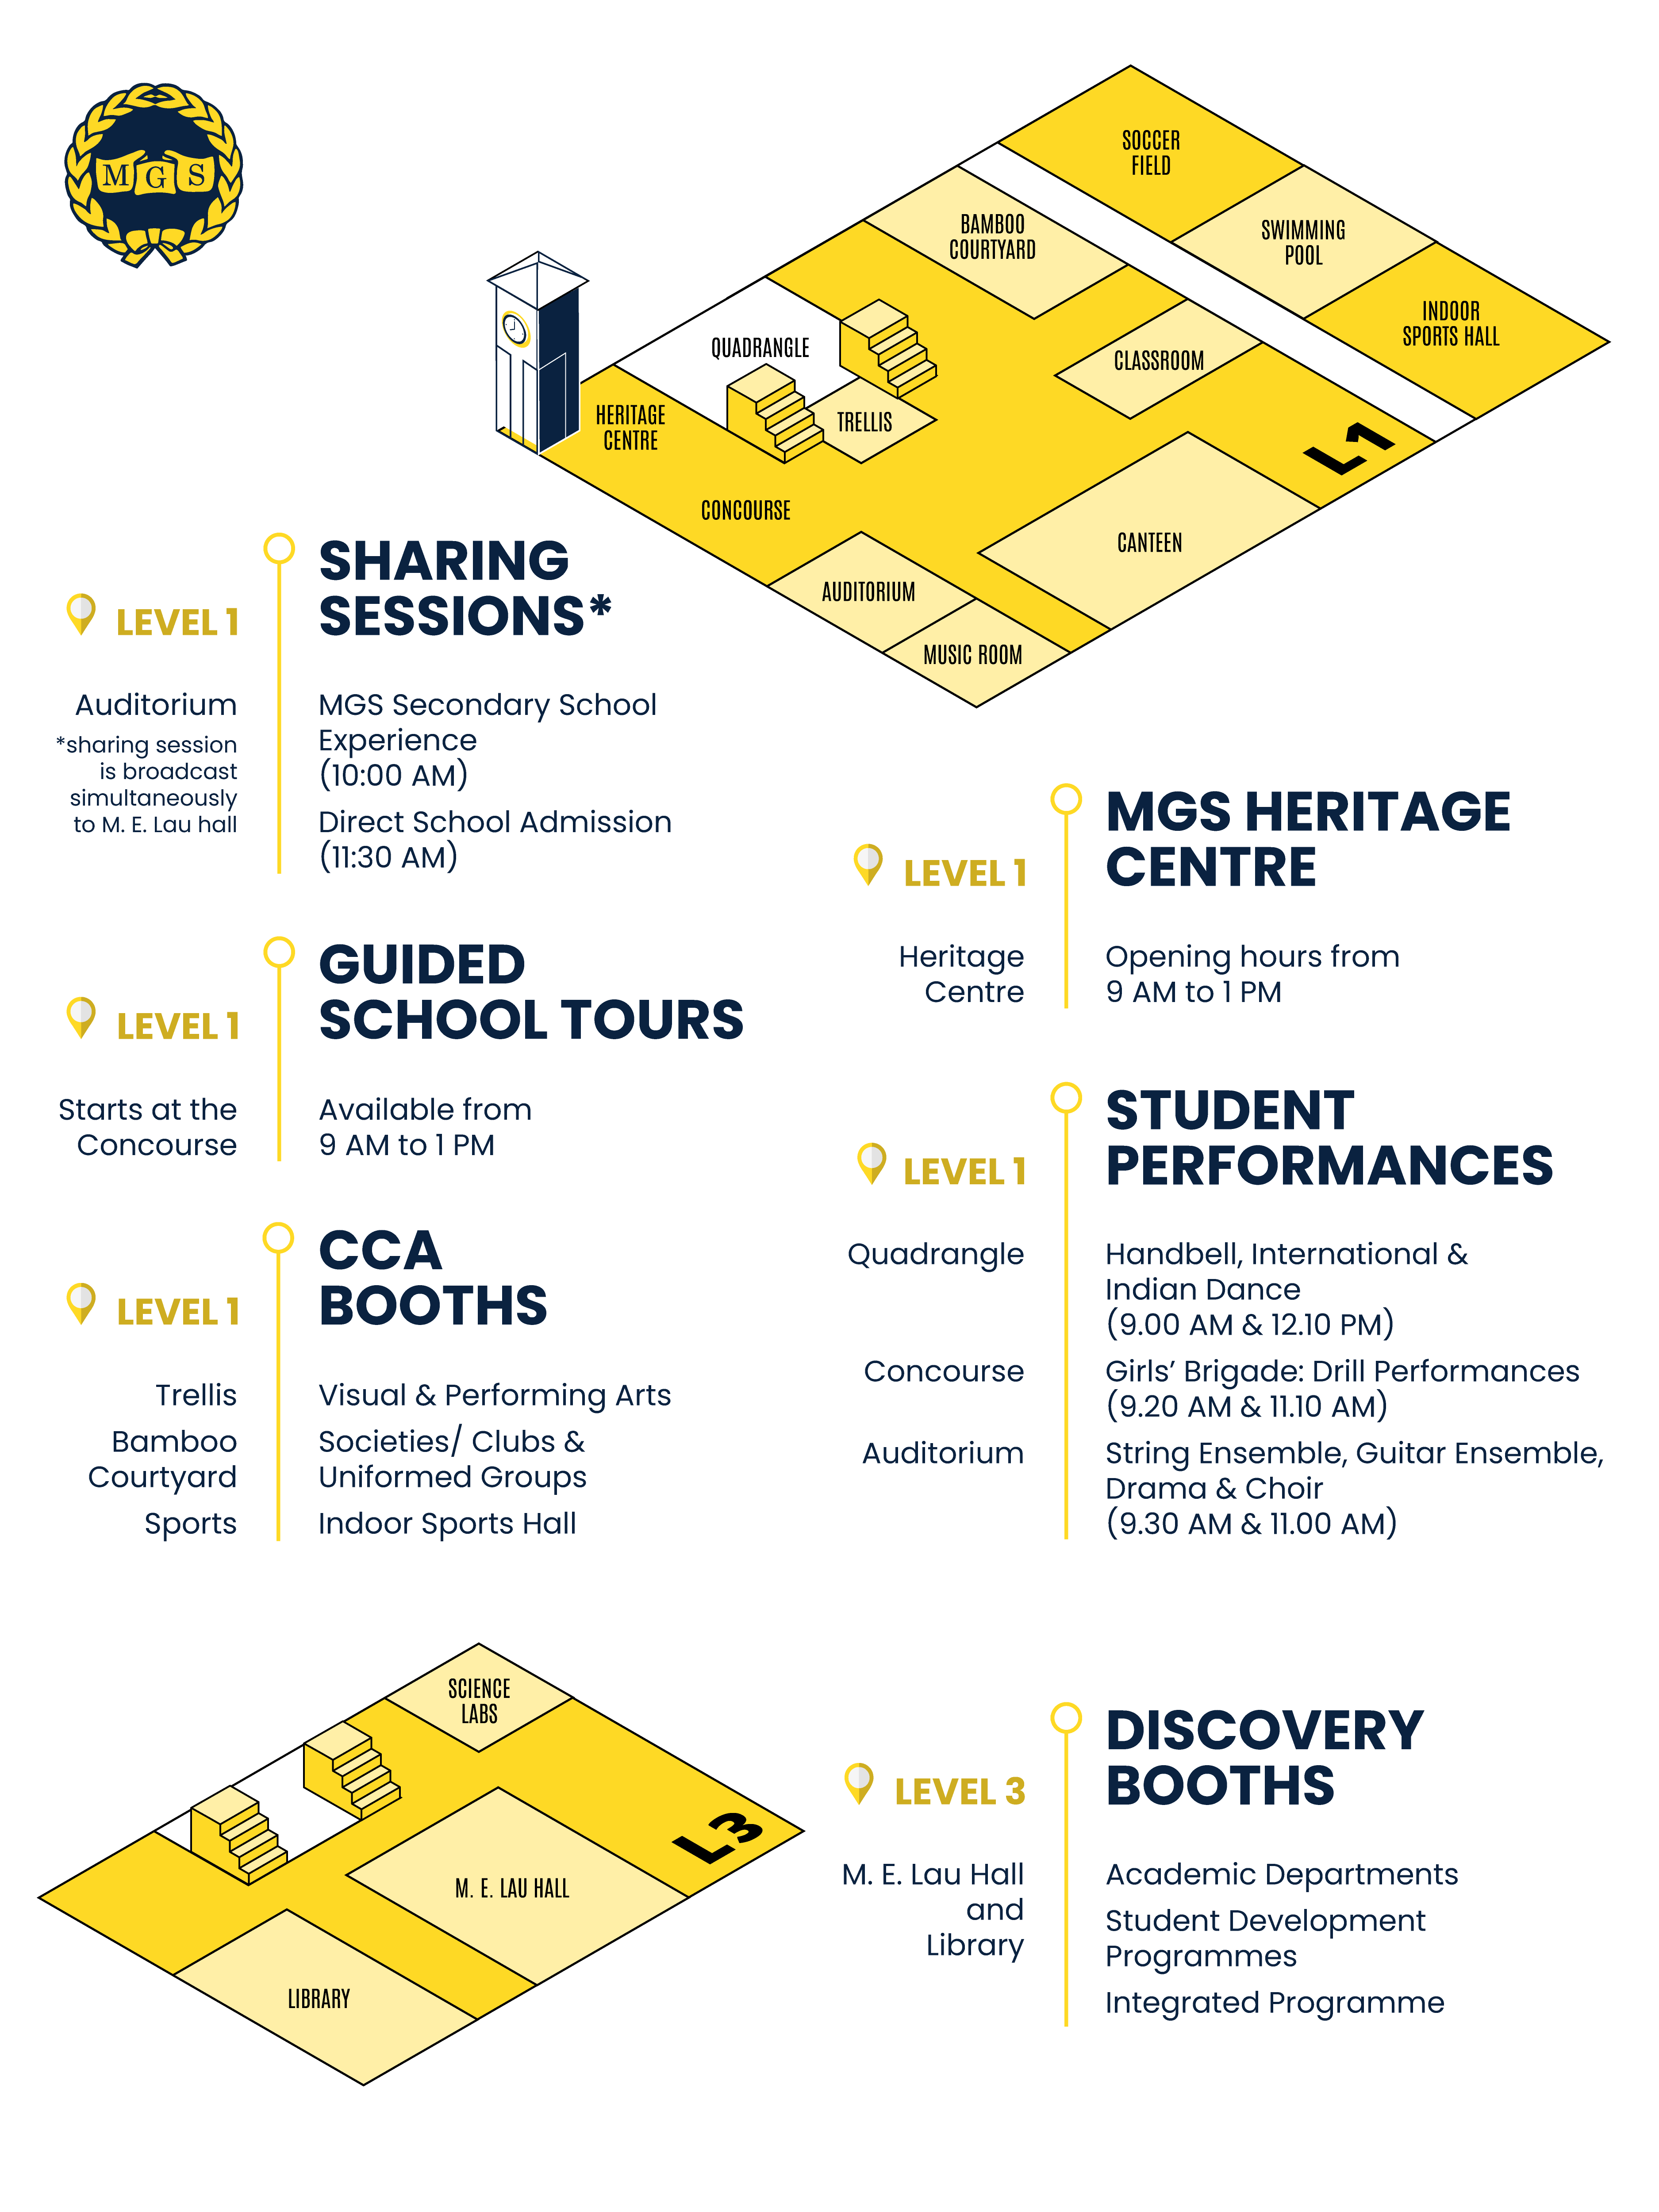 M G S
SOCCER
FIELD
SWIMMING
POOL
INDOOR
SPORTS HALL
BAMBOO
COURTYARD
CLASSROOM
QUADRANGLE
TRELLIS
HERITAGE
CENTRE
CONCOURSE
L1
CANTEEN
AUDITORIUM
MUSIC ROOM
SHARING
SESSIONS*
LEVEL 1
Auditorium
*sharing session
is broadcast
simultaneously
to M. E. Lau hall
MGS Secondary School
Experience
(10:00 AM)
Direct School Admission
(11:30 AM)
GUIDED
SCHOOL TOURS
LEVEL 1
Starts at the
Concourse
Available from
9 AM to 1 PM
CCA
BOOTHS
LEVEL 1
Trellis
Visual & Performing Arts
Bamboo
Courtyard
Societies/ Clubs &
Uniformed Groups
Sports
Indoor Sports Hall
MGS HERITAGE
CENTRE
LEVEL 1
Heritage
Centre
Opening hours from
9 AM to 1 PM
STUDENT
PERFORMANCES
LEVEL 1
Quadrangle
Handbell, International &
Indian Dance
(9.00 AM & 12.10 PM)
Concourse
Girls’ Brigade: Drill Performances
(9.20 AM & 11.10 AM)
Auditorium
String Ensemble, Guitar Ensemble,
Drama & Choir
(9.30 AM & 11.00 AM)
SCIENCE
LABS
L3
M. E. LAU HALL
LIBRARY
DISCOVERY
BOOTHS
LEVEL 3
M. E. Lau Hall
and
Library
Academic Departments
Student Development
Programmes
Integrated Programme